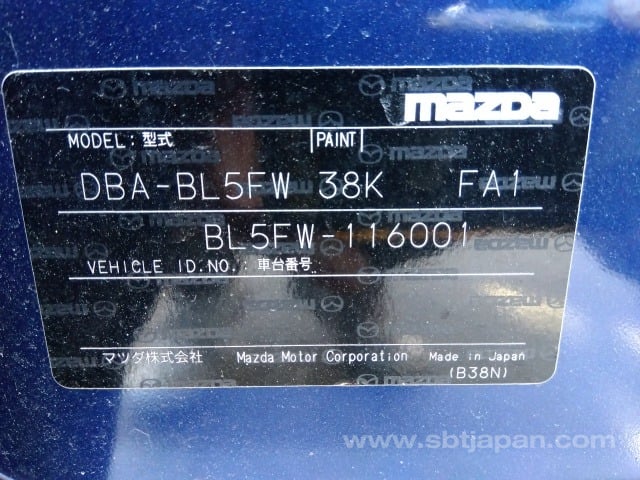 mazda
MODEL: 型式 PAINT
DBA-BL5FW 38K FA1
BL5FW-116001
VEHICLE ID.NO.: 車台番号
マツダ株式会社 Mazda Motor Corporation Made in Japan
(B38N)
www.sbtjapan.com